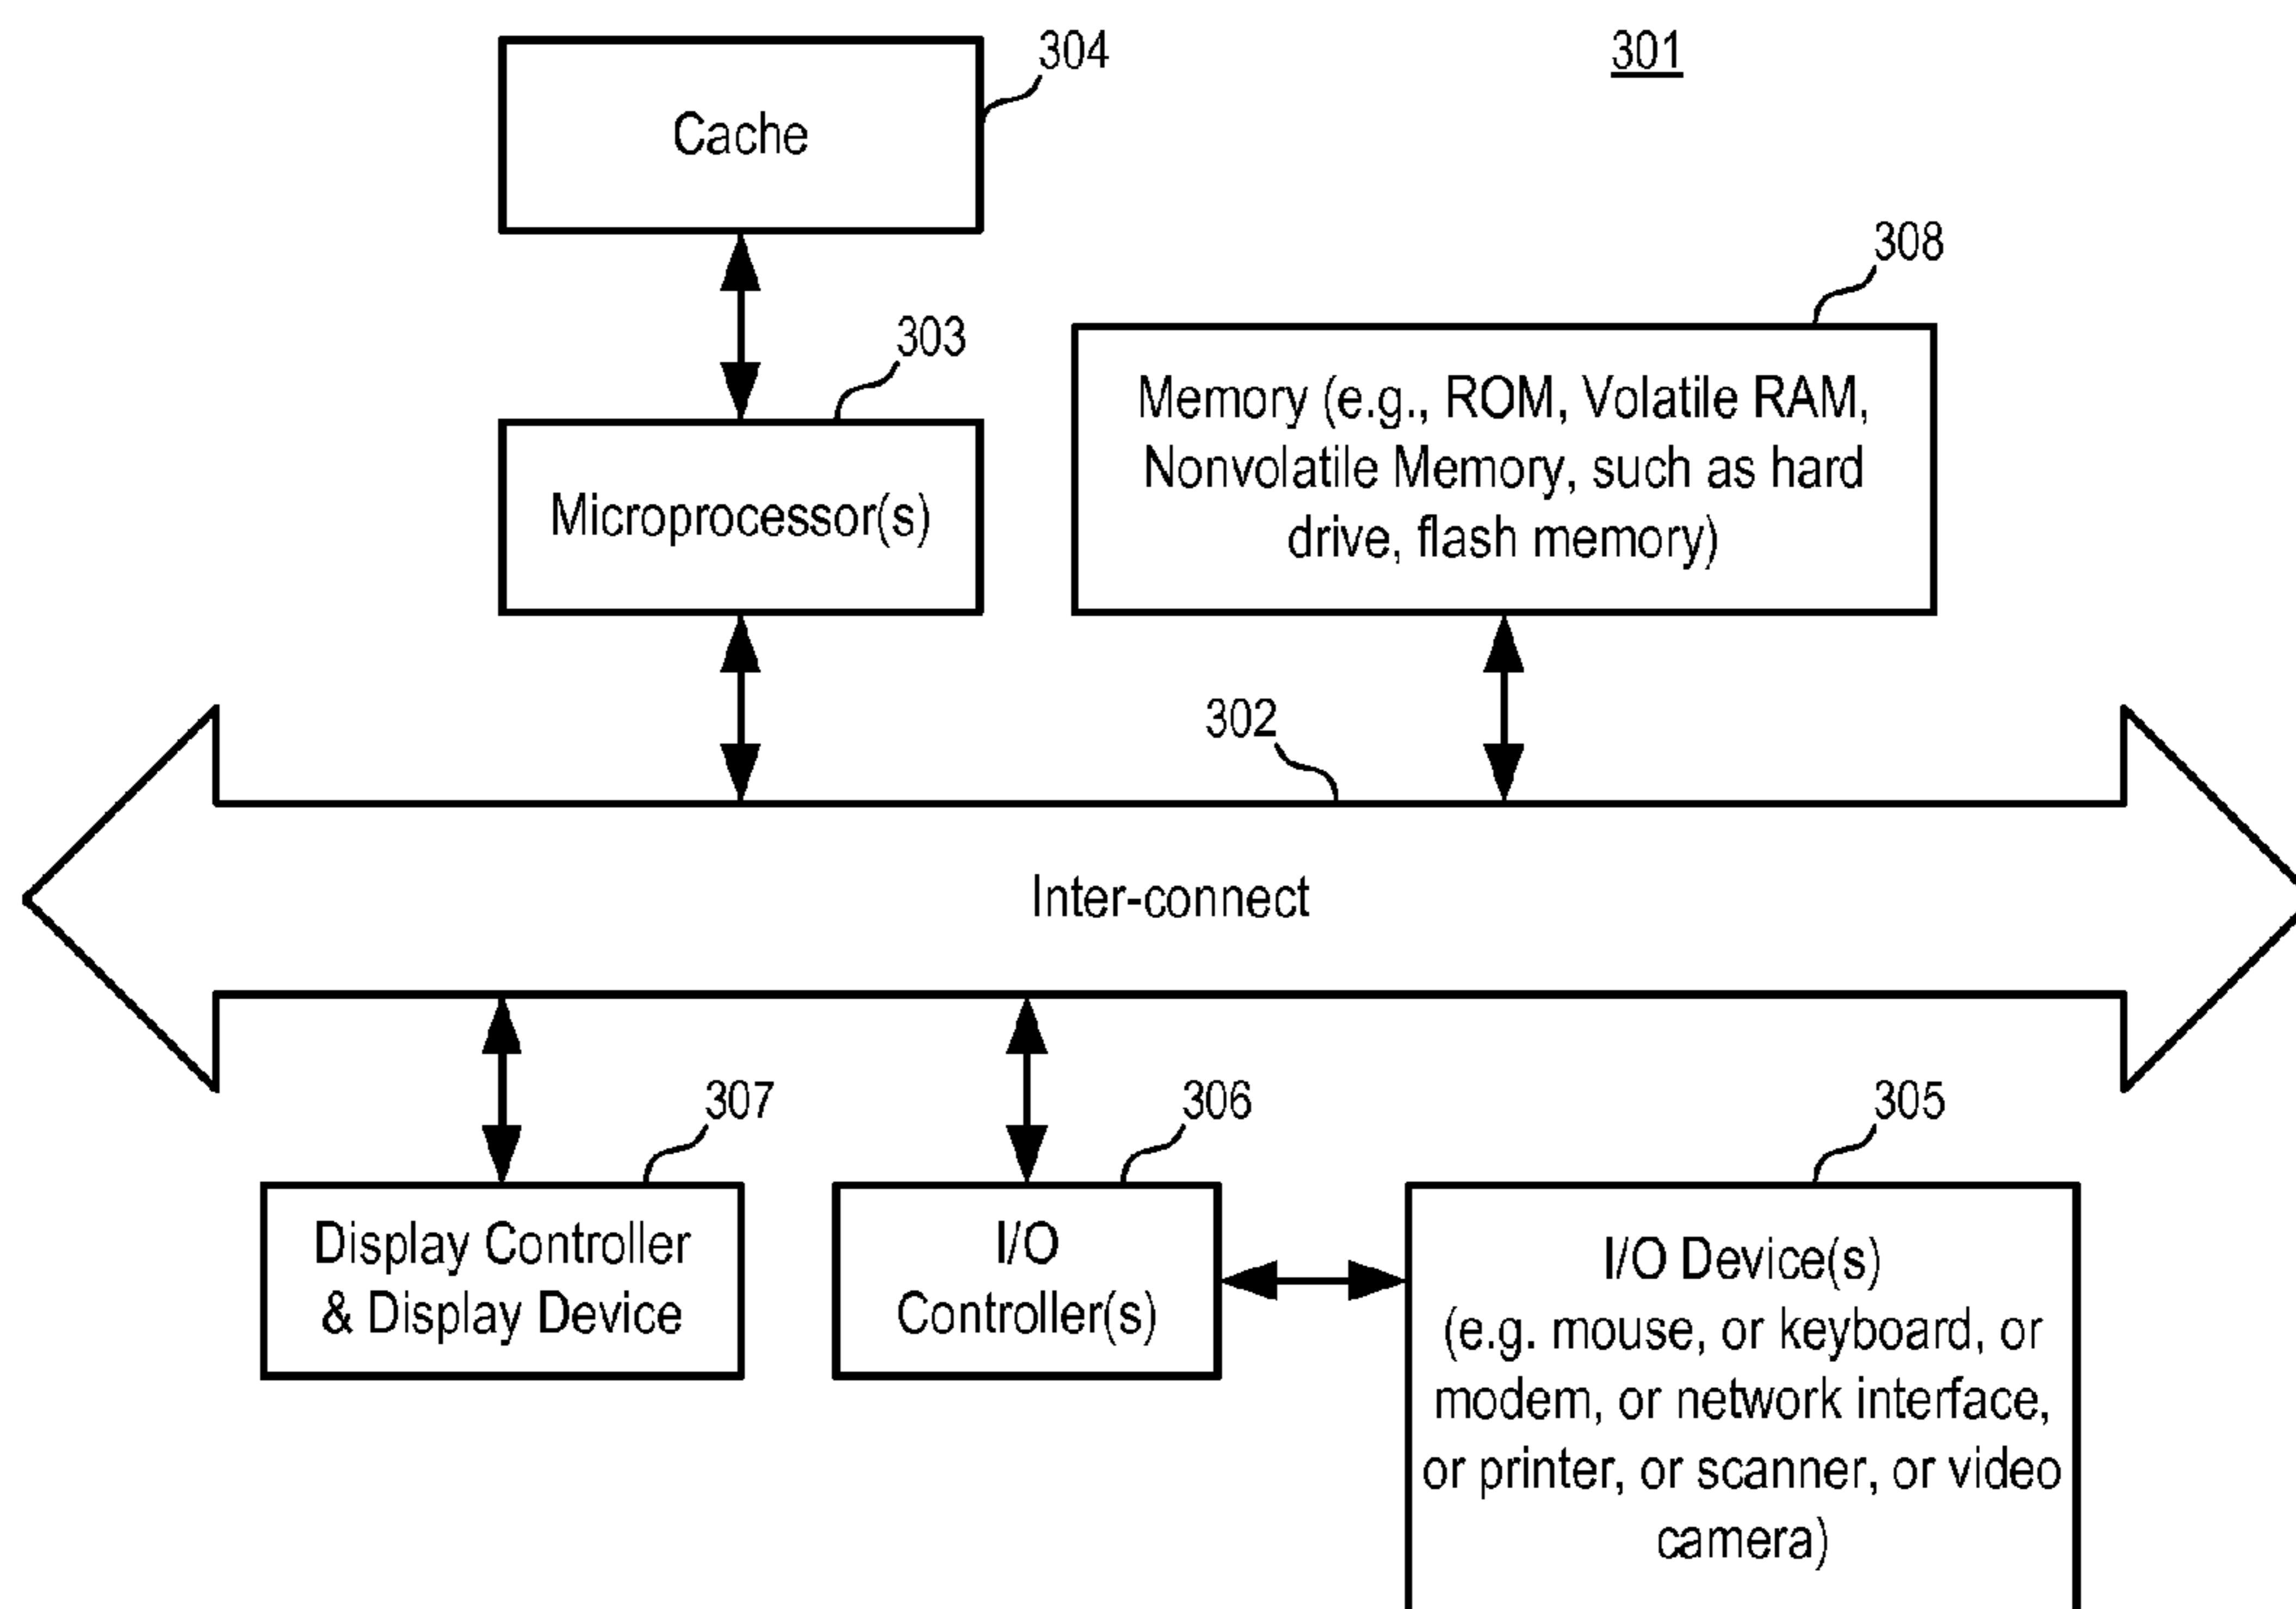 304
301
Cache
308
303
Memory (e.g., ROM, Volatile RAM,
Nonvolatile Memory, such as hard
drive, flash memory)
Microprocessor(s)
302
Inter-connect
307
306
305
Display Controller
& Display Device
I/O
Controller(s)
I/O Device(s)
(e.g. mouse, or keyboard, or
modem, or network interface,
or printer, or scanner, or video
camera)